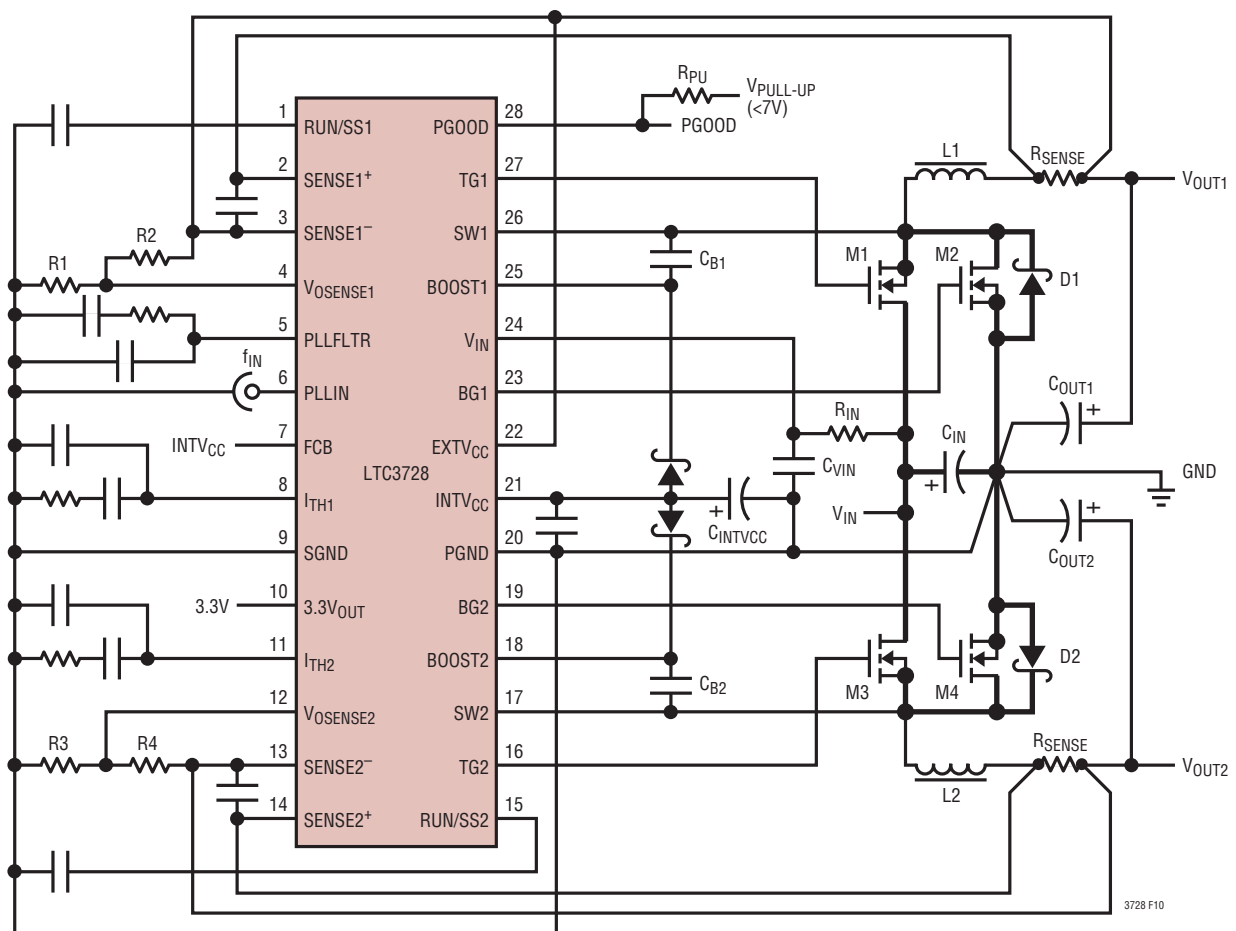 1
RUN/SS1
2
SENSE1+
3
SENSE1−
4
VOSENSE1
5
PLLFLTR
6
PLLIN
7
FCB
8
ITH1
9
SGND
10
3.3VOUT
11
ITH2
12
VOSENSE2
13
SENSE2−
14
SENSE2+
LTC3728
28
PGOOD
27
TG1
26
SW1
25
BOOST1
24
VIN
23
BG1
22
EXTVCC
21
INTVCC
20
PGND
19
BG2
18
BOOST2
17
SW2
16
TG2
15
RUN/SS2
R2
R1
fIN
INTVCC
3.3V
R3
R4
RPU
VPULL-UP
(<7V)
PGOOD
L1
RSENSE
VOUT1
CB1
M1
M2
D1
RIN
CVIN
CINTVCC
VIN
CIN
COUT1
GND
COUT2
CB2
M3
M4
D2
L2
RSENSE
VOUT2
+
+
+
+
3728 F10